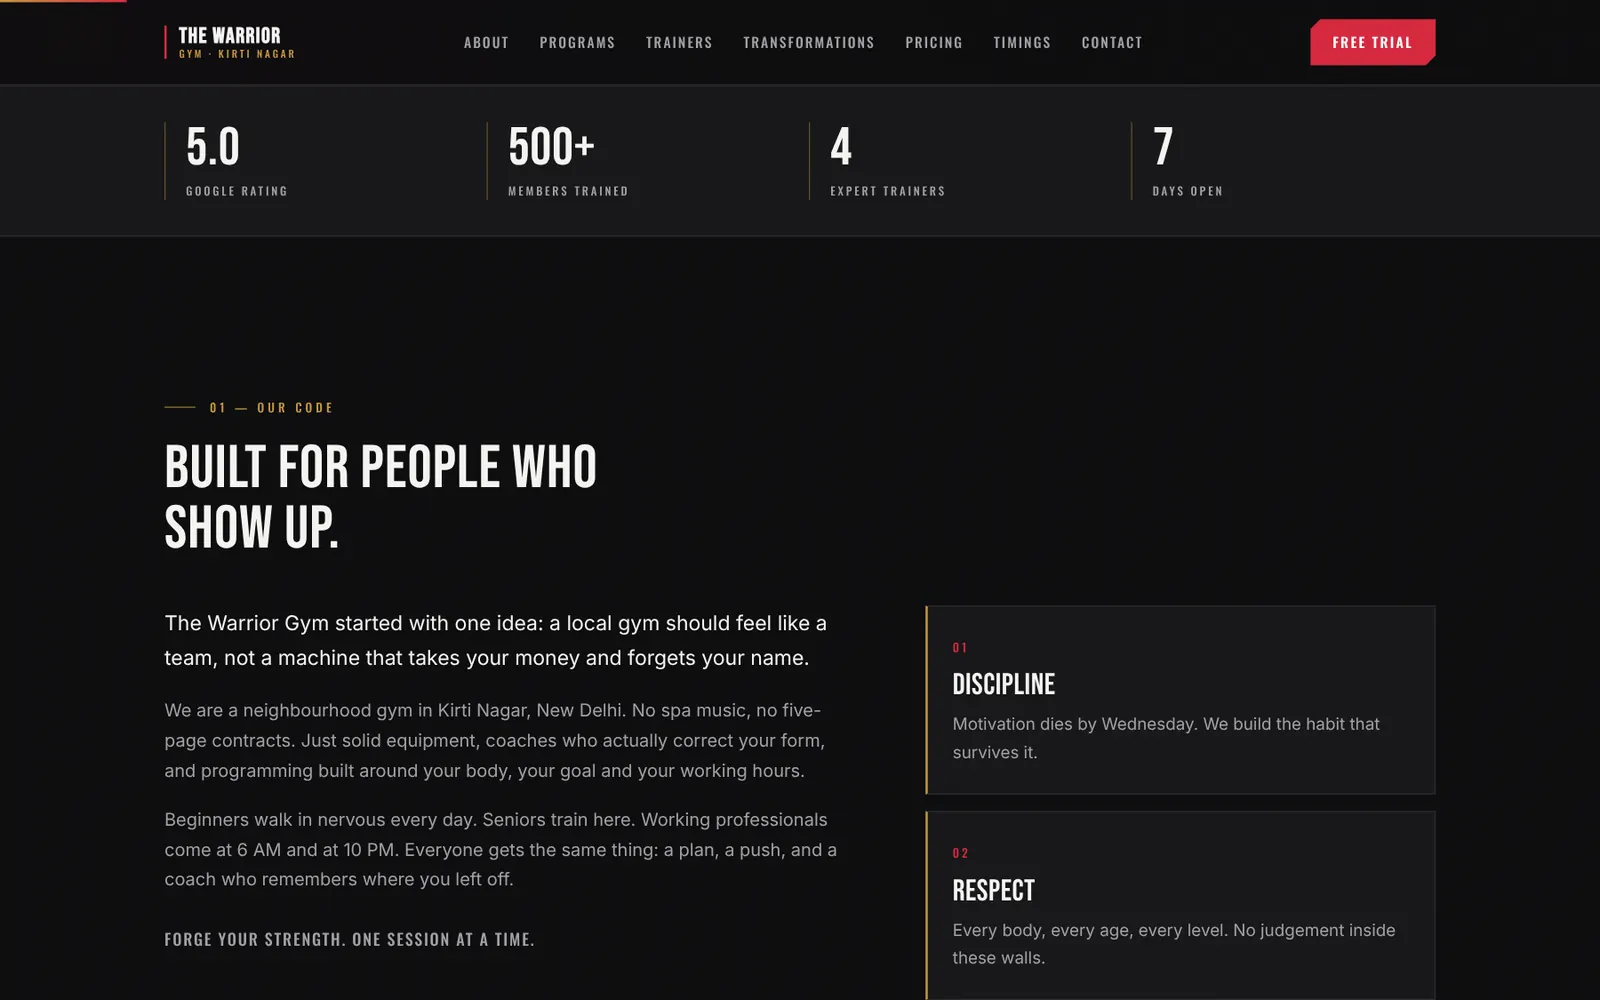 THE WARRIOR
GYM · KIRTI NAGAR
ABOUT
PROGRAMS
TRAINERS
TRANSFORMATIONS
PRICING
TIMINGS
CONTACT
FREE TRIAL
5.0
GOOGLE RATING
500+
MEMBERS TRAINED
4
EXPERT TRAINERS
7
DAYS OPEN
01 — OUR CODE
BUILT FOR PEOPLE WHO
SHOW UP.
The Warrior Gym started with one idea: a local gym should feel like a
team, not a machine that takes your money and forgets your name.
We are a neighbourhood gym in Kirti Nagar, New Delhi. No spa music, no five-
page contracts. Just solid equipment, coaches who actually correct your form,
and programming built around your body, your goal and your working hours.
Beginners walk in nervous every day. Seniors train here. Working professionals
come at 6 AM and at 10 PM. Everyone gets the same thing: a plan, a push, and a
coach who remembers where you left off.
FORGE YOUR STRENGTH. ONE SESSION AT A TIME.
01
DISCIPLINE
Motivation dies by Wednesday. We build the habit that
survives it.
02
RESPECT
Every body, every age, every level. No judgement inside
these walls.